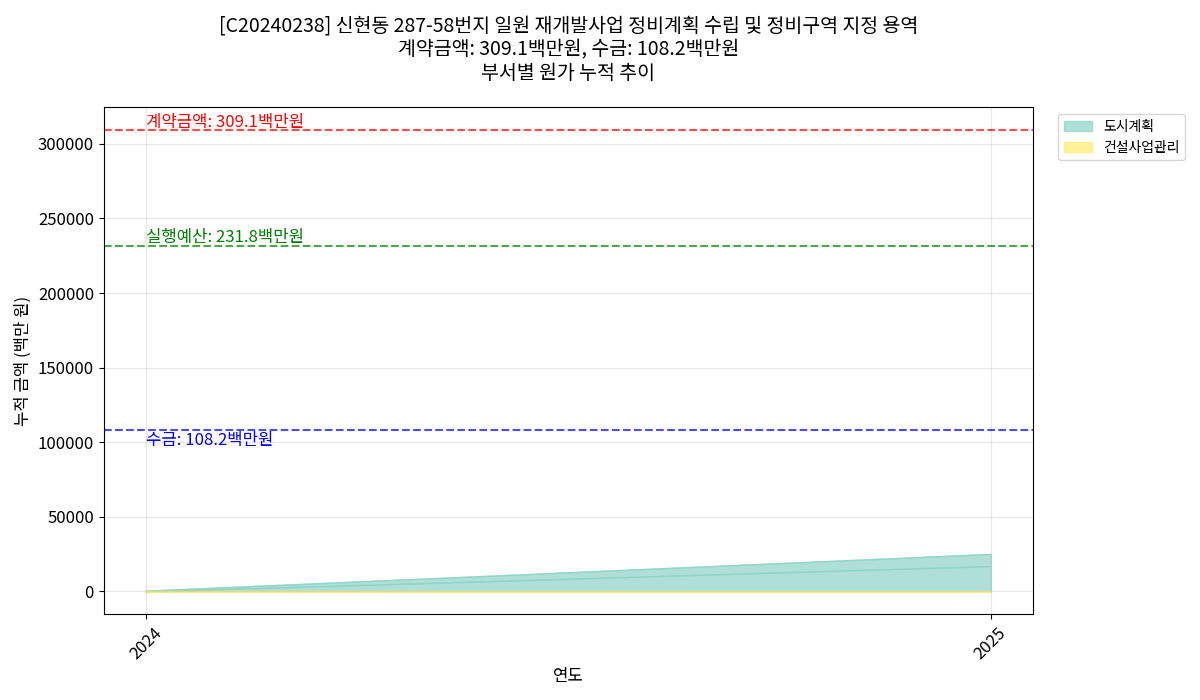 [C20240238] 신현동 287-58번지 일원 재개발사업 정비계획 수립 및 정비구역 지정 용역
계약금액: 309.1백만원, 수금: 108.2백만원
부서별 원가 누적 추이
계약금액: 309.1백만원
실행예산: 231.8백만원
수금: 108.2백만원
도시계획
건설사업관리
누적 금액 (백만 원)
300000
250000
200000
150000
100000
50000
0
2024
2025
연도